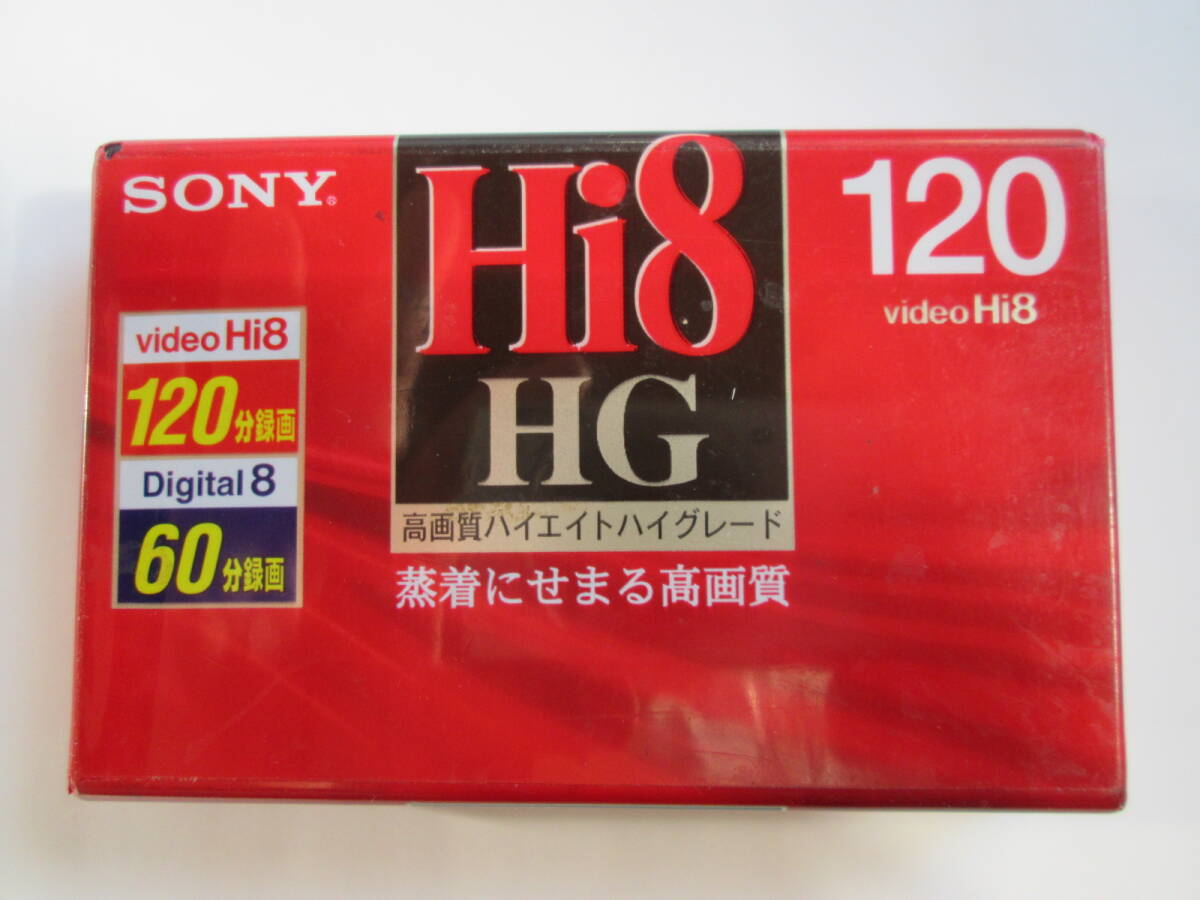 SONY®
Hi8
HG
高画質ハイエイトハイグレード
蒸着にせまる高画質
120
video Hi8
video Hi8
120分録画
Digital 8
60分録画